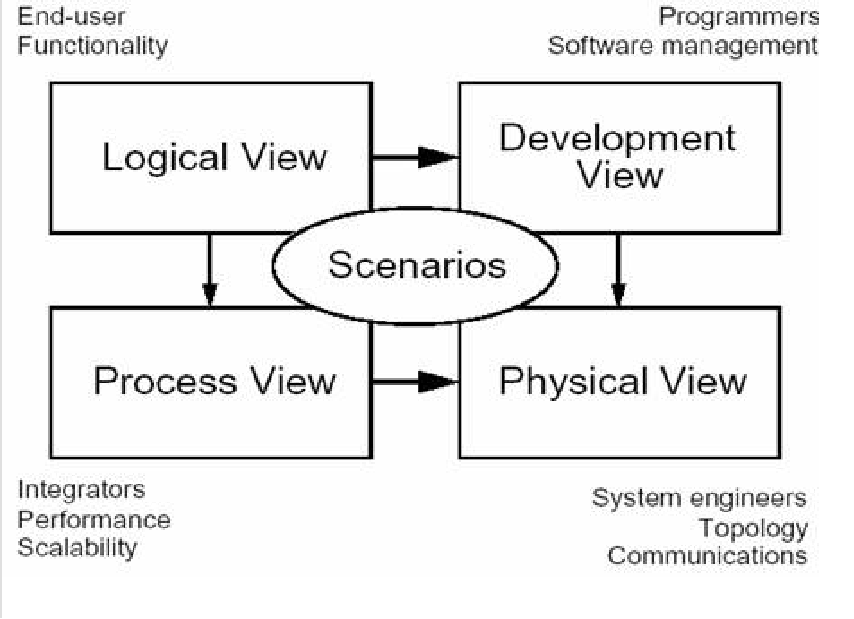 End-user
Functionality
Programmers
Software management
Logical View
Development
View
Scenarios
Process View
Physical View
Integrators
Performance
Scalability
System engineers
Topology
Communications